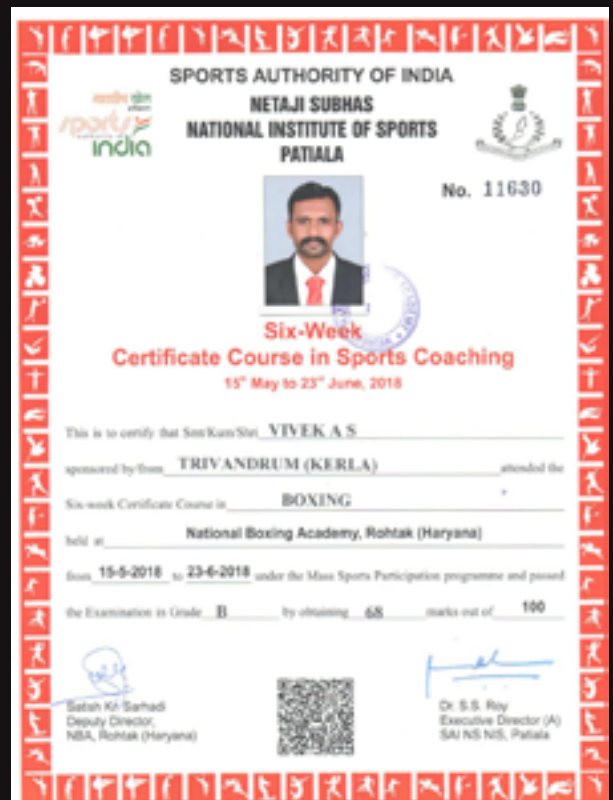 SPORTS AUTHORITY OF INDIA
NETAJI SUBHAS
NATIONAL INSTITUTE OF SPORTS
PATIALA
sports
india
No. 11630
Six-Week
Certificate Course in Sports Coaching
15th May to 23rd June, 2018
This is to certify that Smt/Kum/Shri VIVEK A S
sponsored by/from TRIVANDRUM (KERLA) attended the
Six-week Certificate Course in BOXING
held at National Boxing Academy, Rohtak (Haryana)
from 15-5-2018 to 23-6-2018 under the Mass Sports Participation programme and passed
the Examination in Grade B by obtaining 68 marks out of 100
Satish Kr. Sarhadi
Deputy Director,
NBA, Rohtak (Haryana)
Dr. S.S. Roy
Executive Director (A)
SAI NS NIS, Patiala